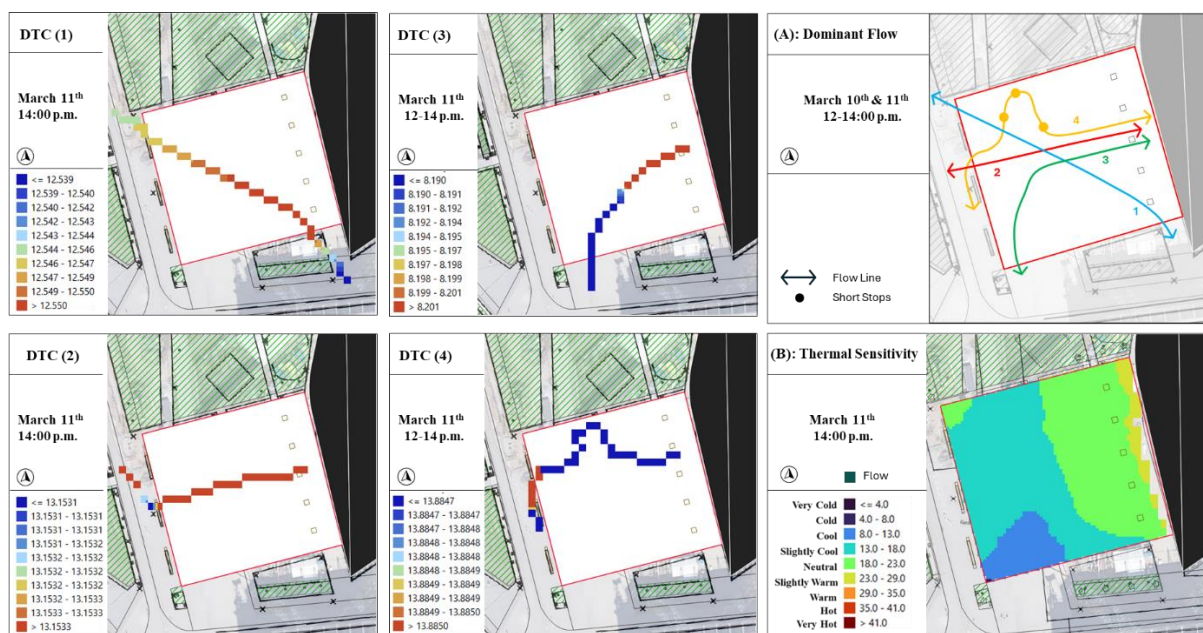 DTC (1)
March 11th
14:00 p.m.
A
<= 12.539
12.539 - 12.540
12.540 - 12.542
12.542 - 12.543
12.543 - 12.544
12.544 - 12.546
12.546 - 12.547
12.547 - 12.549
12.549 - 12.550
> 12.550
DTC (3)
March 11th
12-14 p.m.
A
<= 8.190
8.190 - 8.191
8.191 - 8.192
8.192 - 8.194
8.194 - 8.195
8.195 - 8.197
8.197 - 8.198
8.198 - 8.199
8.199 - 8.201
> 8.201
(A): Dominant Flow
March 10th & 11th
12-14:00 p.m.
A
Flow Line
Short Stops
4
3
2
1
DTC (2)
March 11th
14:00 p.m.
A
<= 13.1531
13.1531 - 13.1531
13.1531 - 13.1531
13.1531 - 13.1532
13.1532 - 13.1532
13.1532 - 13.1532
13.1532 - 13.1532
13.1532 - 13.1533
13.1533 - 13.1533
> 13.1533
DTC (4)
March 11th
12-14 p.m.
A
<= 13.8847
13.8847 - 13.8847
13.8847 - 13.8848
13.8848 - 13.8848
13.8848 - 13.8848
13.8848 - 13.8849
13.8849 - 13.8849
13.8849 - 13.8849
13.8849 - 13.8850
> 13.8850
(B): Thermal Sensitivity
March 11th
14:00 p.m.
A
Flow
Very Cold <= 4.0
Cold 4.0 - 8.0
Cool 8.0 - 13.0
Slightly Cool 13.0 - 18.0
Neutral 18.0 - 23.0
Slightly Warm 23.0 - 29.0
Warm 29.0 - 35.0
Hot 35.0 - 41.0
Very Hot > 41.0